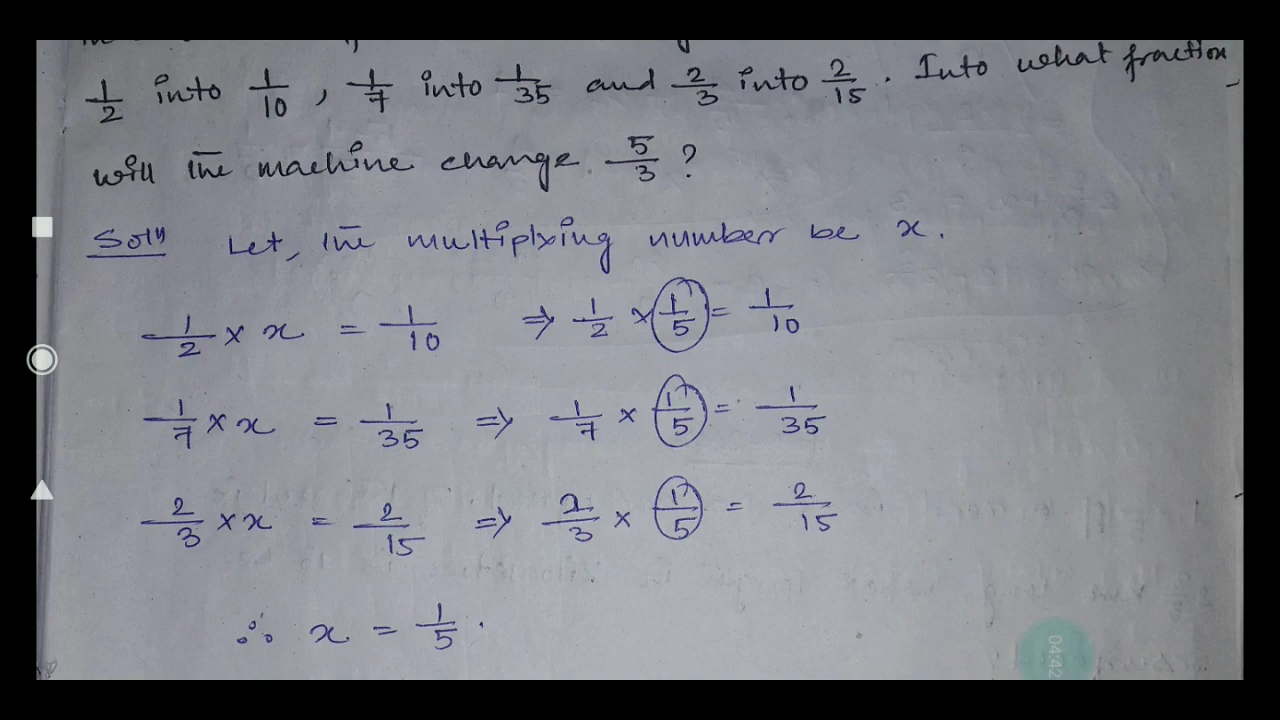 1/2 into 1/10 , 1/7 into 1/35 and 2/3 into 2/15 . Into what fraction
will the machine change 5/3 ?
Soln Let, the multiplying number be x.
1/2 × x = 1/10 ⇒ 1/2 × 1/5 = 1/10
1/7 × x = 1/35 ⇒ 1/7 × 1/5 = 1/35
2/3 × x = 2/15 ⇒ 2/3 × 1/5 = 2/15
∴ x = 1/5 .
04:42